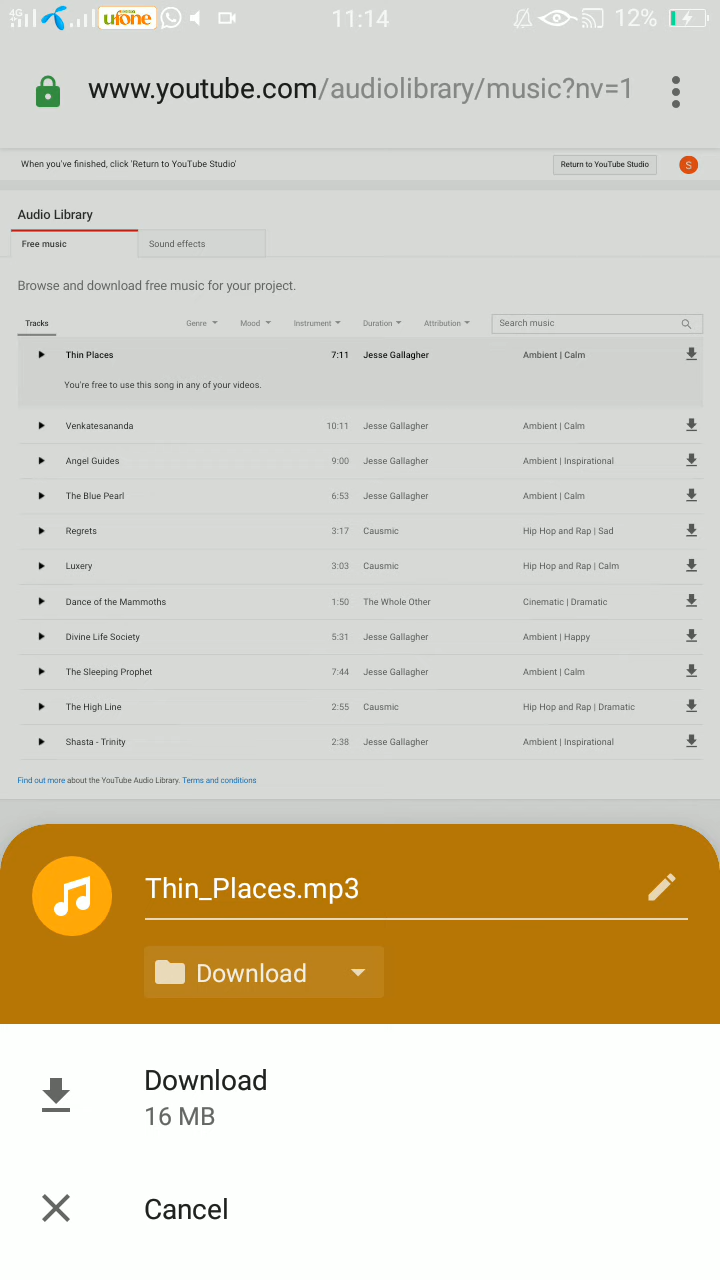 4G ufone 11:14 12%
www.youtube.com/audiolibrary/music?nv=1
When you've finished, click 'Return to YouTube Studio' Return to YouTube Studio S
Audio Library
Free music Sound effects
Browse and download free music for your project.
Tracks Genre Mood Instrument Duration Attribution Search music
Thin Places 7:11 Jesse Gallagher Ambient | Calm
You're free to use this song in any of your videos.
Venkatesananda 10:11 Jesse Gallagher Ambient | Calm
Angel Guides 9:00 Jesse Gallagher Ambient | Inspirational
The Blue Pearl 6:53 Jesse Gallagher Ambient | Calm
Regrets 3:17 Causmic Hip Hop and Rap | Sad
Luxery 3:03 Causmic Hip Hop and Rap | Calm
Dance of the Mammoths 1:50 The Whole Other Cinematic | Dramatic
Divine Life Society 5:31 Jesse Gallagher Ambient | Happy
The Sleeping Prophet 7:44 Jesse Gallagher Ambient | Calm
The High Line 2:55 Causmic Hip Hop and Rap | Dramatic
Shasta - Trinity 2:38 Jesse Gallagher Ambient | Inspirational
Find out more about the YouTube Audio Library. Terms and conditions
Thin_Places.mp3
Download
Download
16 MB
Cancel